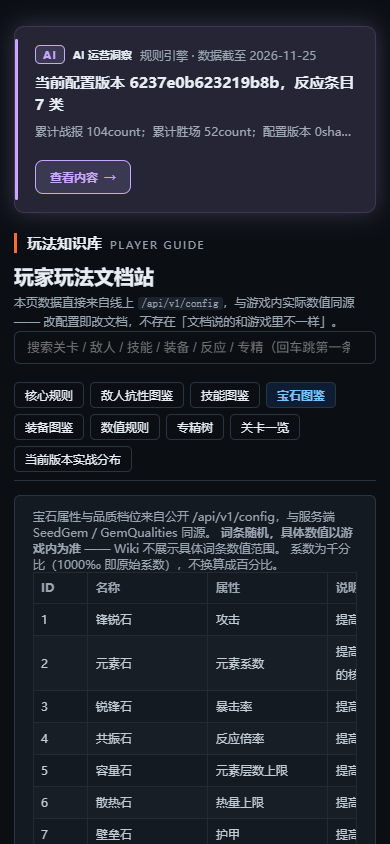 AI AI 运营洞察 规则引擎 · 数据截至 2026-11-25
当前配置版本 6237e0b623219b8b，反应条目
7 类
累计战报 104count；累计胜场 52count；配置版本 0sha...
查看内容 →
玩法知识库 PLAYER GUIDE
玩家玩法文档站
本页数据直接来自线上 /api/v1/config，与游戏内实际数值同源
—— 改配置即改文档，不存在「文档说的和游戏里不一样」。
搜索关卡 / 敌人 / 技能 / 装备 / 反应 / 专精（回车跳第一条
核心规则 敌人抗性图鉴 技能图鉴 宝石图鉴
装备图鉴 数值规则 专精树 关卡一览
当前版本实战分布
宝石属性与品质档位来自公开 /api/v1/config，与服务端
SeedGem / GemQualities 同源。 词条随机，具体数值以游
戏内为准 —— Wiki 不展示具体词条数值范围。 系数为千分
比（1000‰ 即原始系数），不换算成百分比。
ID 名称 属性 说明
1 锋锐石 攻击 提高
2 元素石 元素系数 提高
的核
3 锐锋石 暴击率 提高
4 共振石 反应倍率 提高
5 容量石 元素层数上限 提高
6 散热石 热量上限 提高
7 壁垒石 护甲 提高